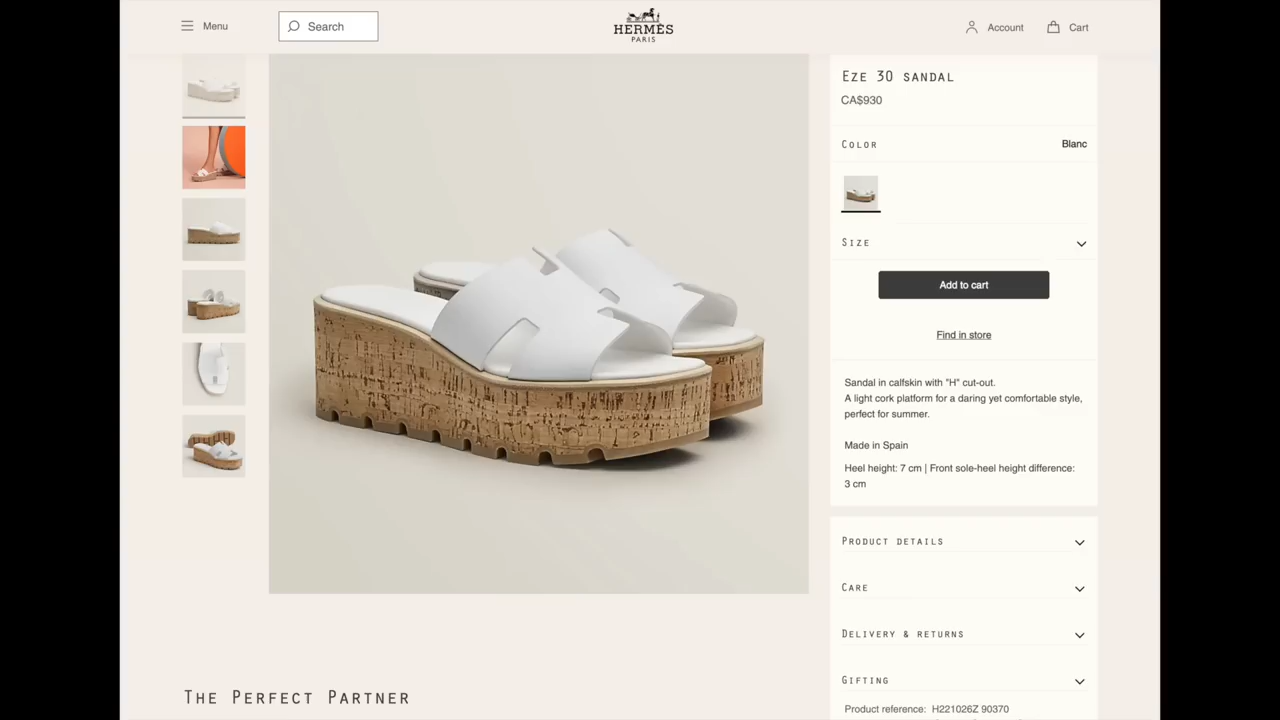 Menu
Search
HERMÈS
PARIS
Account
Cart
Eze 30 sandal
CA$930
Color
Blanc
Size
Add to cart
Find in store
Sandal in calfskin with "H" cut-out.
A light cork platform for a daring yet comfortable style,
perfect for summer.
Made in Spain
Heel height: 7 cm | Front sole-heel height difference:
3 cm
Product details
Care
Delivery & returns
Gifting
Product reference: H221026Z 90370
The Perfect Partner